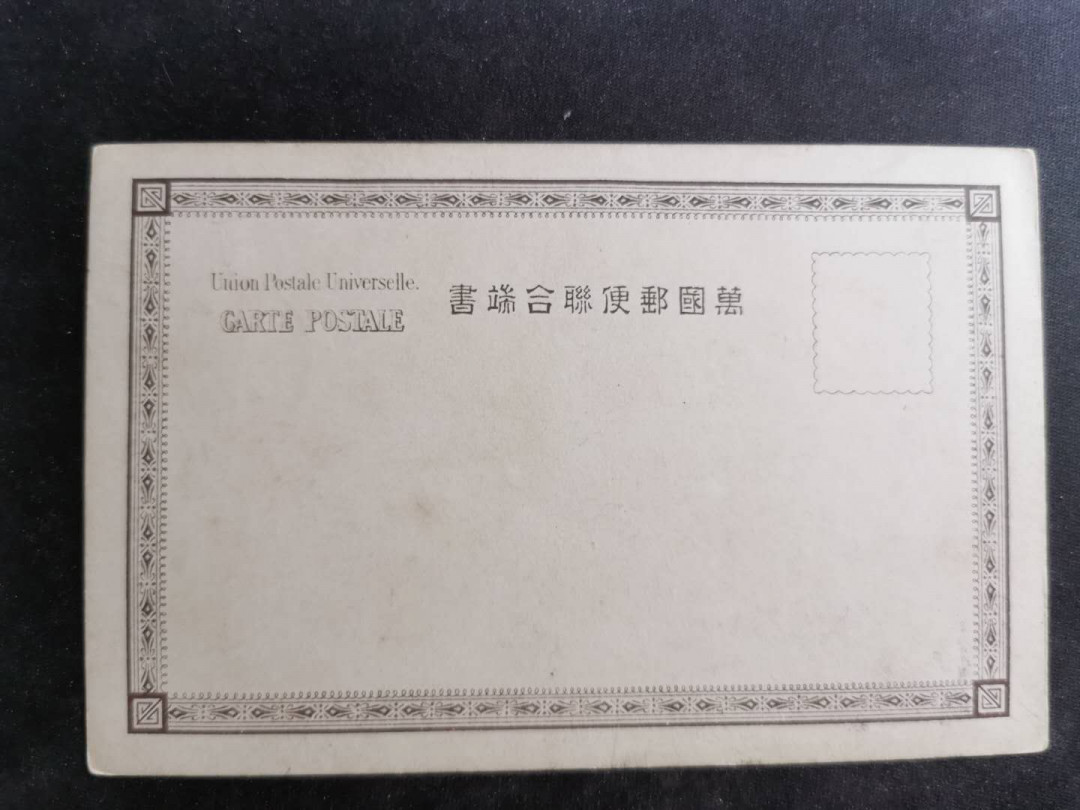 Union Postale Universelle.
CARTE POSTALE
書端合聯便郵國萬